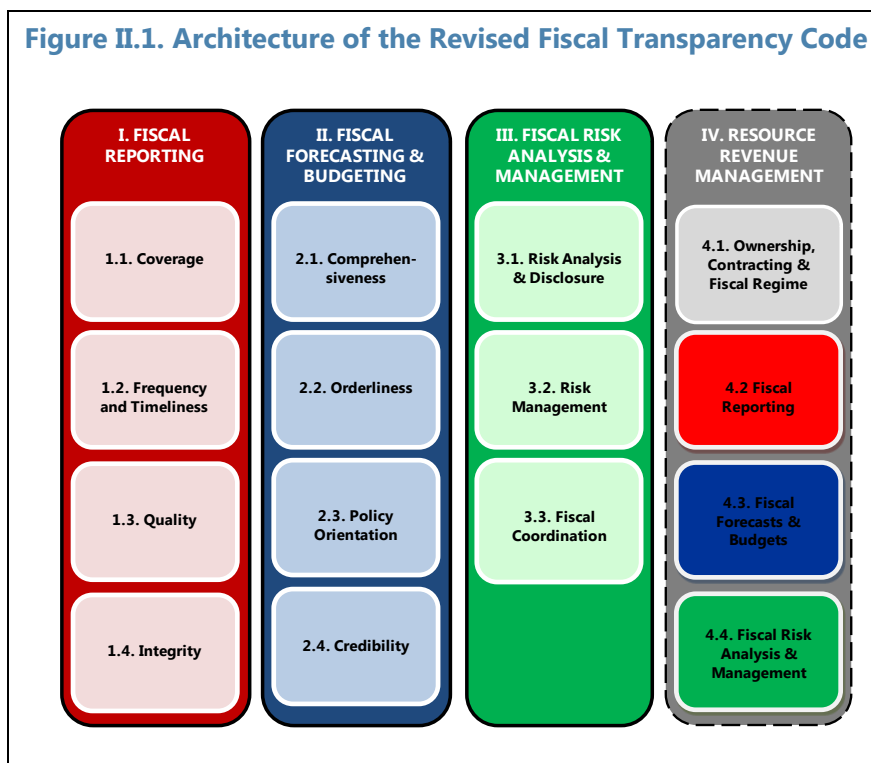 Figure II.1. Architecture of the Revised Fiscal Transparency Code
I. FISCAL
REPORTING
1.1. Coverage
1.2. Frequency
and Timeliness
1.3. Quality
1.4. Integrity
II. FISCAL
FORECASTING &
BUDGETING
2.1. Comprehen-
siveness
2.2. Orderliness
2.3. Policy
Orientation
2.4. Credibility
III. FISCAL RISK
ANALYSIS &
MANAGEMENT
3.1. Risk Analysis
& Disclosure
3.2. Risk
Management
3.3. Fiscal
Coordination
IV. RESOURCE
REVENUE
MANAGEMENT
4.1. Ownership,
Contracting &
Fiscal Regime
4.2 Fiscal
Reporting
4.3. Fiscal
Forecasts &
Budgets
4.4. Fiscal Risk
Analysis &
Management